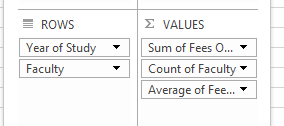 ROWS
Year of Study
Faculty
Σ VALUES
Sum of Fees O...
Count of Faculty
Average of Fee...